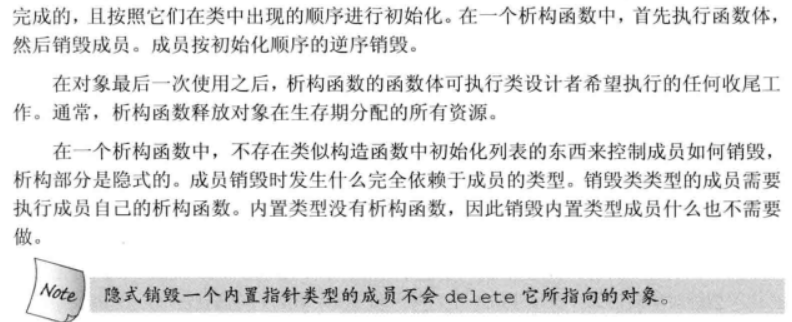 完成的，且按照它们在类中出现的顺序进行初始化。在一个析构函数中，首先执行函数体，
然后销毁成员。成员按初始化顺序的逆序销毁。
在对象最后一次使用之后，析构函数的函数体可执行类设计者希望执行的任何收尾工
作。通常，析构函数释放对象在生存期分配的所有资源。
在一个析构函数中，不存在类似构造函数中初始化列表的东西来控制成员如何销毁，
析构部分是隐式的。成员销毁时发生什么完全依赖于成员的类型。销毁类类型的成员需要
执行成员自己的析构函数。内置类型没有析构函数，因此销毁内置类型成员什么也不需要
做。
Note 隐式销毁一个内置指针类型的成员不会 delete 它所指向的对象。